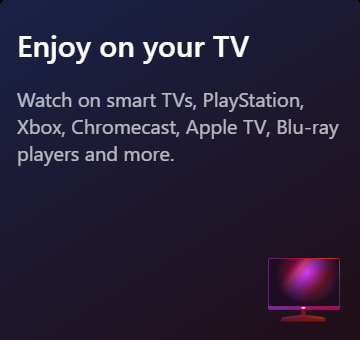 Enjoy on your TV
Watch on smart TVs, PlayStation,
Xbox, Chromecast, Apple TV, Blu-ray
players and more.